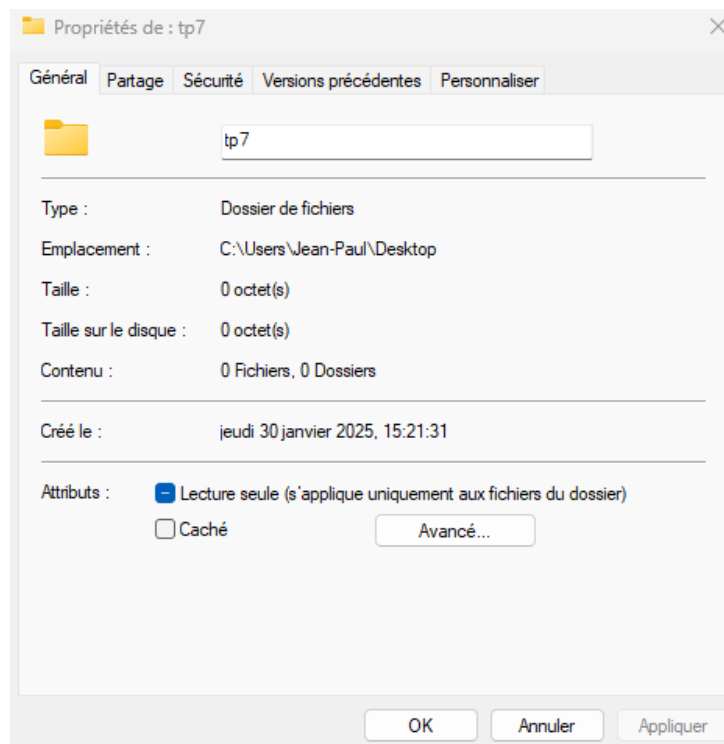 Propriétés de : tp7
Général Partage Sécurité Versions précédentes Personnaliser
tp7
Type : Dossier de fichiers
Emplacement : C:\Users\Jean-Paul\Desktop
Taille : 0 octet(s)
Taille sur le disque : 0 octet(s)
Contenu : 0 Fichiers, 0 Dossiers
Créé le : jeudi 30 janvier 2025, 15:21:31
Attributs : Lecture seule (s'applique uniquement aux fichiers du dossier)
Caché Avancé...
OK Annuler Appliquer